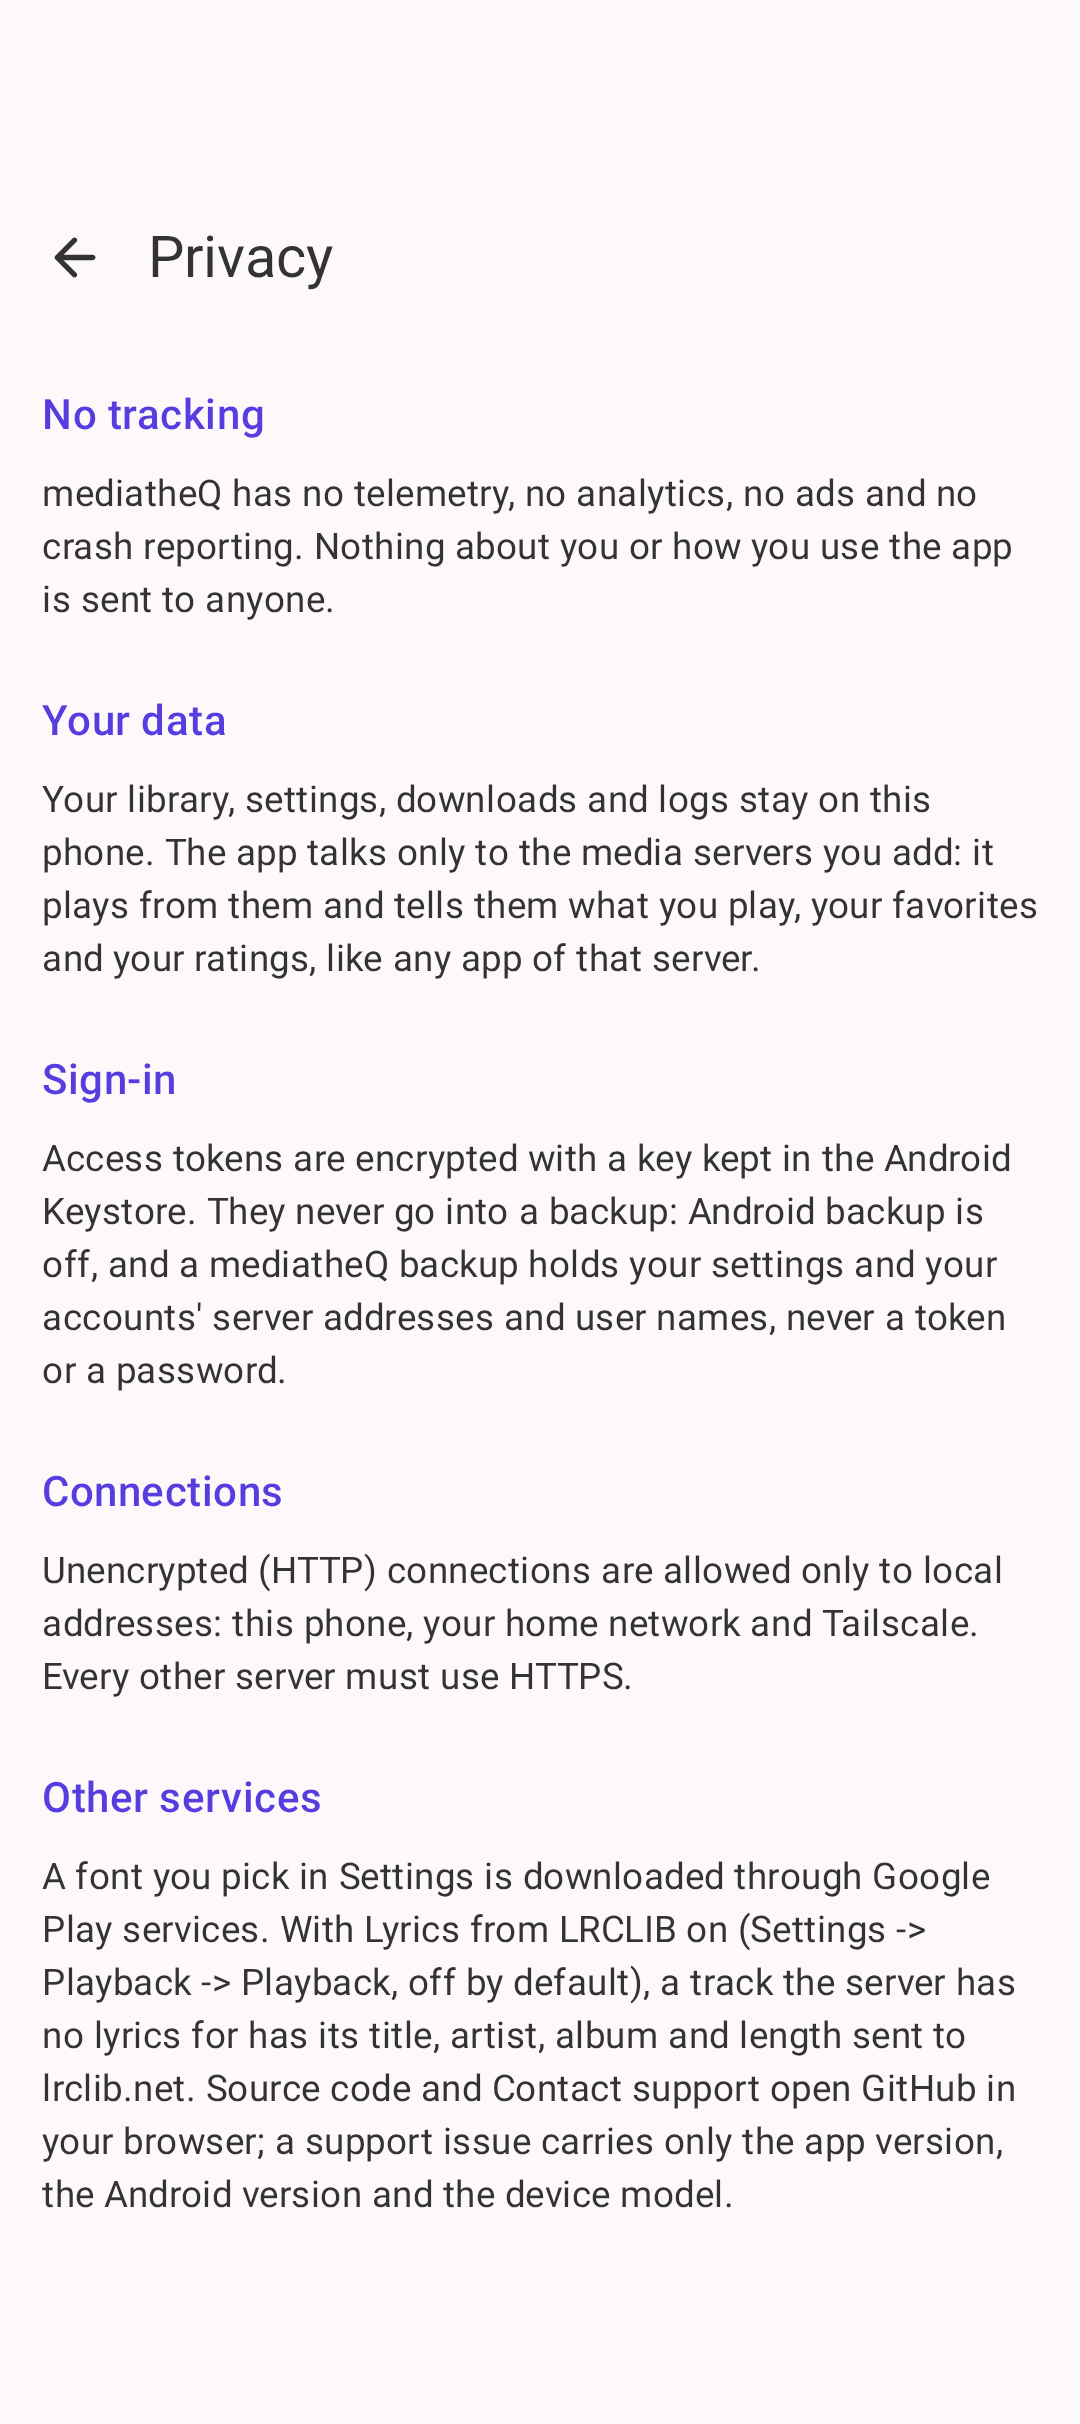 Privacy
No tracking
mediatheQ has no telemetry, no analytics, no ads and no
crash reporting. Nothing about you or how you use the app
is sent to anyone.
Your data
Your library, settings, downloads and logs stay on this
phone. The app talks only to the media servers you add: it
plays from them and tells them what you play, your favorites
and your ratings, like any app of that server.
Sign-in
Access tokens are encrypted with a key kept in the Android
Keystore. They never go into a backup: Android backup is
off, and a mediatheQ backup holds your settings and your
accounts' server addresses and user names, never a token
or a password.
Connections
Unencrypted (HTTP) connections are allowed only to local
addresses: this phone, your home network and Tailscale.
Every other server must use HTTPS.
Other services
A font you pick in Settings is downloaded through Google
Play services. With Lyrics from LRCLIB on (Settings ->
Playback -> Playback, off by default), a track the server has
no lyrics for has its title, artist, album and length sent to
lrclib.net. Source code and Contact support open GitHub in
your browser; a support issue carries only the app version,
the Android version and the device model.